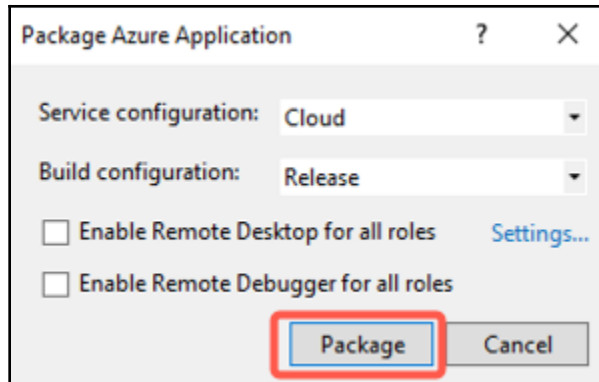 Package Azure Application ? ×
Service configuration: Cloud
Build configuration: Release
Enable Remote Desktop for all roles Settings...
Enable Remote Debugger for all roles
Package Cancel